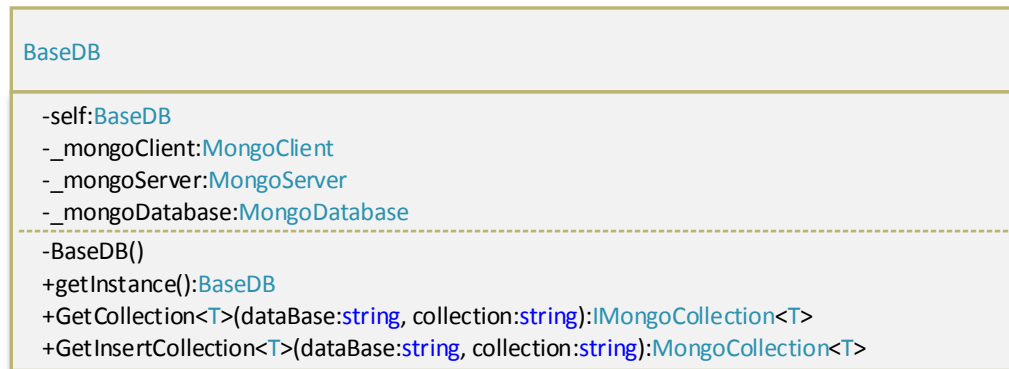 BaseDB
-self:BaseDB
-_mongoClient:MongoClient
-_mongoServer:MongoServer
-_mongoDatabase:MongoDatabase
-BaseDB()
+getInstance():BaseDB
+GetCollection<T>(dataBase:string, collection:string):IMongoCollection<T>
+GetInsertCollection<T>(dataBase:string, collection:string):MongoCollection<T>